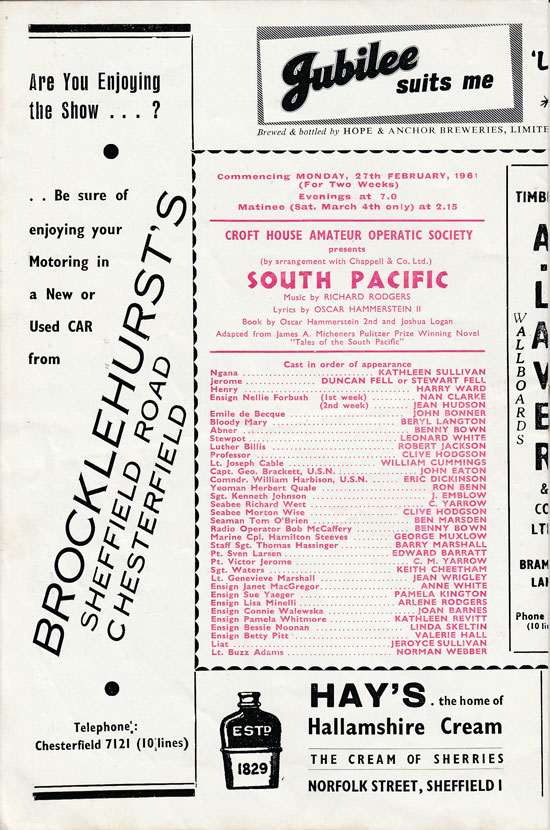 Are You Enjoying
the Show . . . ?
. . Be sure of
enjoying your
Motoring in
a New or
Used CAR
from
BROCKLEHURST'S
SHEFFIELD ROAD
CHESTERFIELD
Telephone:
Chesterfield 7121 (10 lines)
Jubilee
suits me
Brewed & bottled by HOPE & ANCHOR BREWERIES, LIMITE
'L
Commencing MONDAY, 27th FEBRUARY, 1961
(For Two Weeks)
Evenings at 7.0
Matinee (Sat. March 4th only) at 2.15
CROFT HOUSE AMATEUR OPERATIC SOCIETY
presents
(by arrangement with Chappell & Co. Ltd.)
SOUTH PACIFIC
Music by RICHARD RODGERS
Lyrics by OSCAR HAMMERSTEIN II
Book by Oscar Hammerstein 2nd and Joshua Logan
Adapted from James A. Micheners Pulitzer Prize Winning Novel
"Tales of the South Pacific"
Cast in order of appearance
Ngana KATHLEEN SULLIVAN
Jerome DUNCAN FELL or STEWART FELL
Henry HARRY WARD
Ensign Nellie Forbush (1st week) NAN CLARKE
(2nd week) JEAN HUDSON
Emile de Becque JOHN BONNER
Bloody Mary BERYL LANGTON
Abner BENNY BOWN
Stewpot LEONARD WHITE
Luther Billis ROBERT JACKSON
Professor CLIVE HODGSON
Lt. Joseph Cable WILLIAM CUMMINGS
Capt. Geo. Brackett, U.S.N. JOHN EATON
Comndr. William Harbison, U.S.N. ERIC DICKINSON
Yeoman Herbert Quale RON BENN
Sgt. Kenneth Johnson J. EMBLOW
Seabee Richard West C. YARROW
Seabee Morton Wise CLIVE HODGSON
Seaman Tom O'Brien BEN MARSDEN
Radio Operator Bob McCaffery BENNY BOWN
Marine Cpl. Hamilton Steeves GEORGE MUXLOW
Staff Sgt. Thomas Hassinger BARRY MARSHALL
Pt. Sven Larsen EDWARD BARRATT
Pt. Victor Jerome C. M. YARROW
Sgt. Waters KEITH CHEETHAM
Lt. Genevieve Marshall JEAN WRIGLEY
Ensign Janet MacGregor ANNE WHITE
Ensign Sue Yaeger PAMELA KINGTON
Ensign Lisa Minelli ARLENE RODGERS
Ensign Connie Walewska JOAN BARNES
Ensign Pamela Whitmore KATHLEEN REVITT
Ensign Bessie Noonan LINDA SKELTIN
Ensign Betty Pitt VALERIE HALL
Liat JEROYCE SULLIVAN
Lt. Buzz Adams NORMAN WEBBER
TIMB
A.
LAVER
WALLBOARDS
&
CO
LTI
BRAM
LAI
Phone
(10 li
ESTD
1829
HAY'S . the home of
Hallamshire Cream
THE CREAM OF SHERRIES
NORFOLK STREET, SHEFFIELD 1